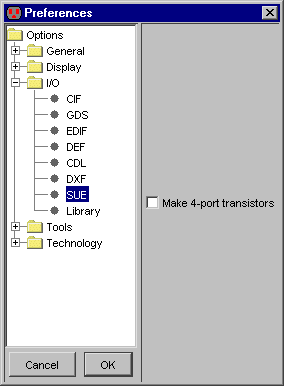 Preferences
Options
General
Display
I/O
CIF
GDS
EDIF
DEF
CDL
DXF
SUE
Make 4-port transistors
Library
Tools
Technology
Cancel
OK